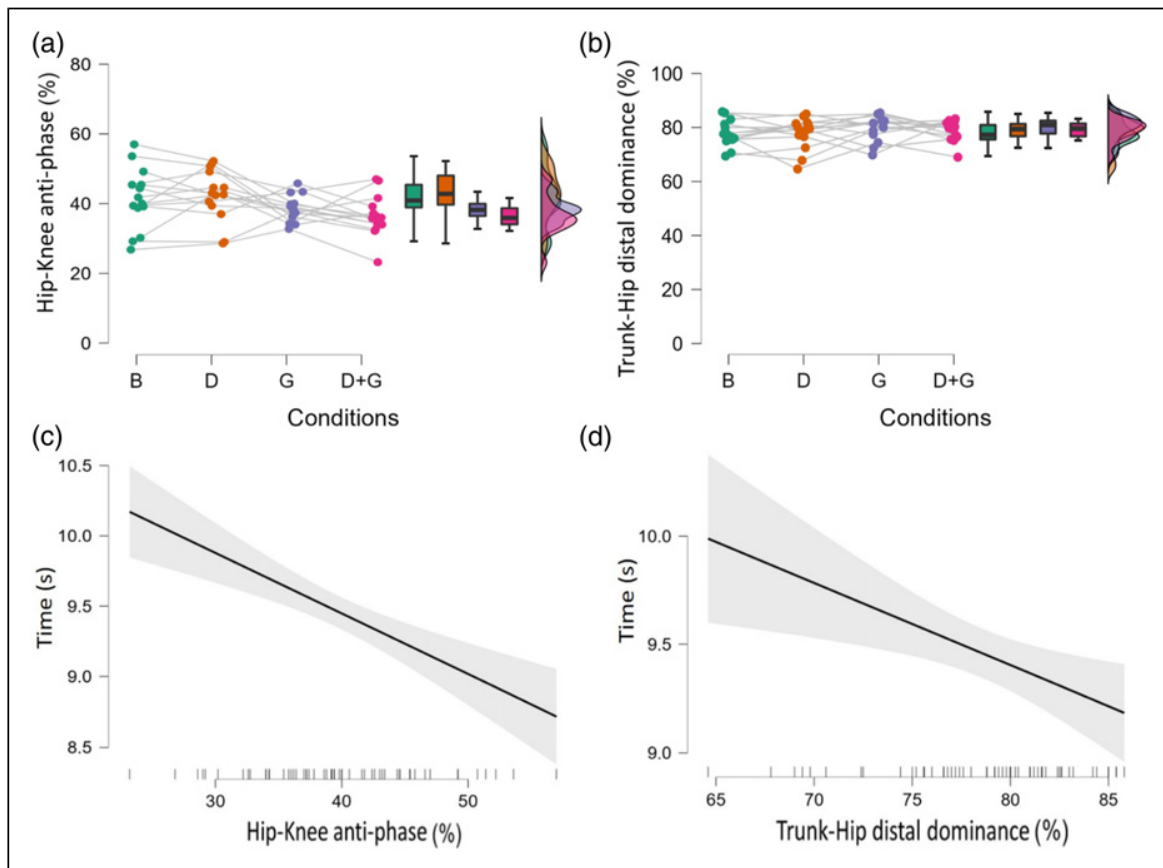 (a)
Hip-Knee anti-phase (%)
80
60
40
20
0
B D G D+G
Conditions
(b)
Trunk-Hip distal dominance (%)
100
80
60
40
20
0
B D G D+G
Conditions
(c)
Time (s)
10.5
10.0
9.5
9.0
8.5
30 40 50
Hip-Knee anti-phase (%)
(d)
Time (s)
10.0
9.5
9.0
65 70 75 80 85
Trunk-Hip distal dominance (%)